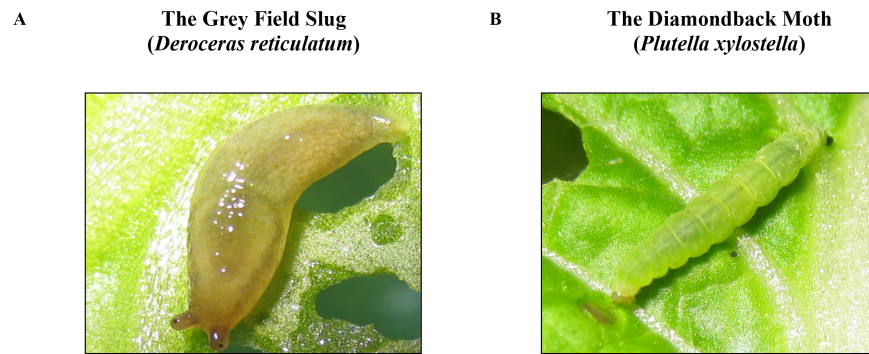 A
The Grey Field Slug
(Deroceras reticulatum)
B
The Diamondback Moth
(Plutella xylostella)